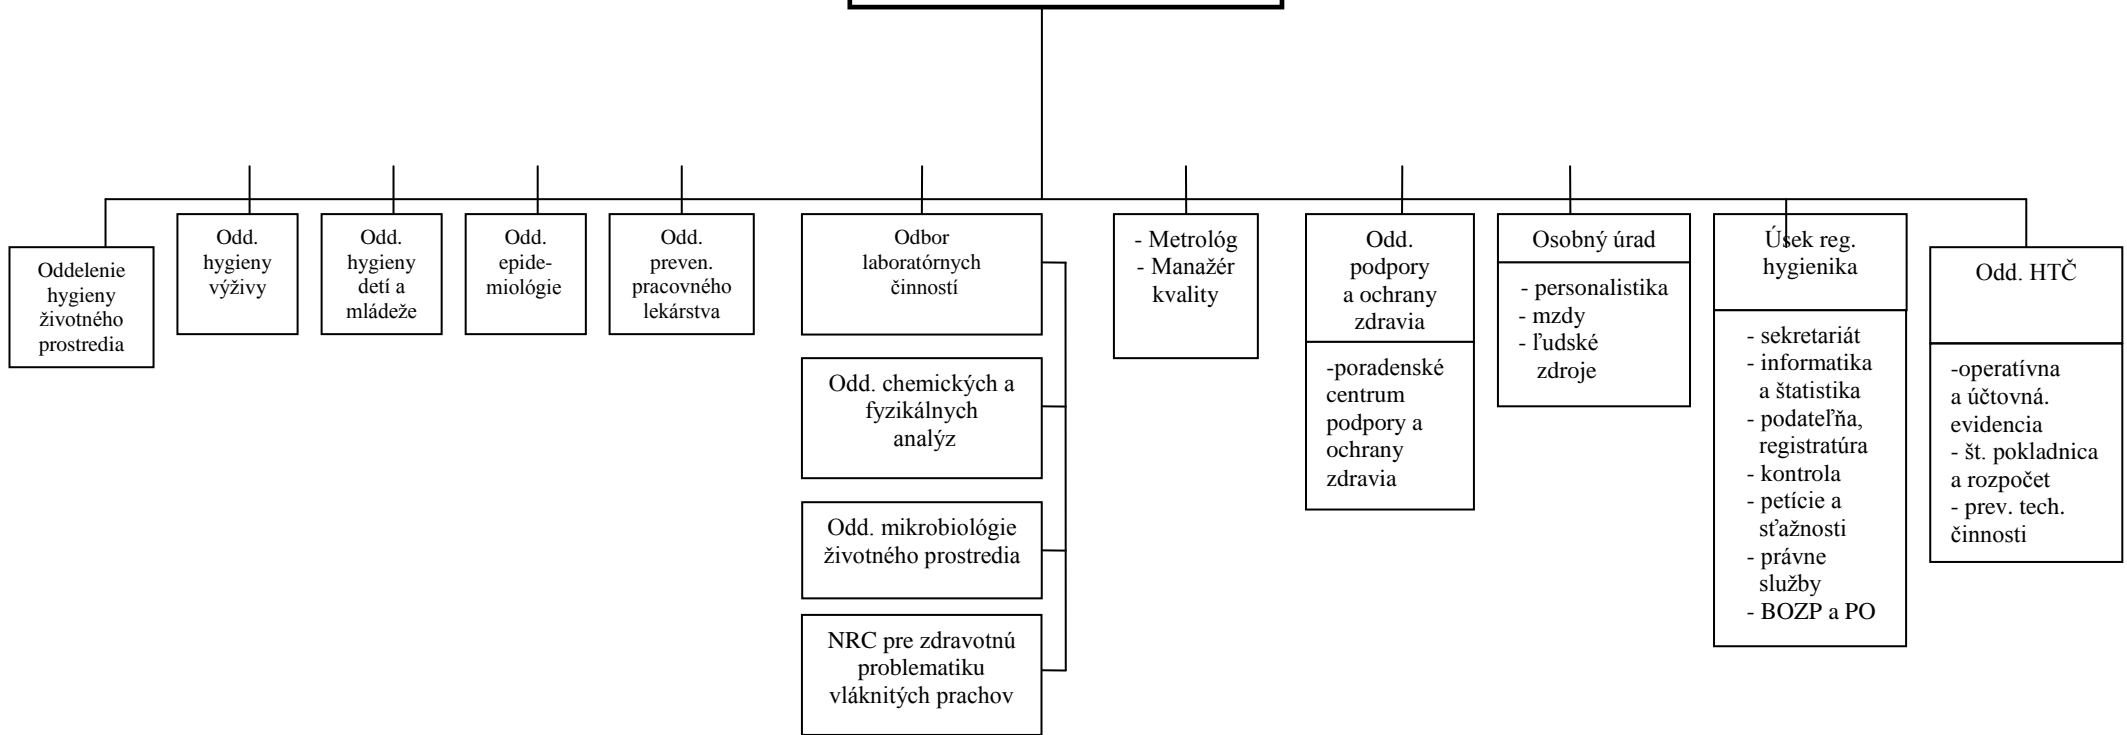 Oddelenie
hygieny
životného
prostredia
Odd.
hygieny
výživy
Odd.
hygieny
detí a
mládeže
Odd.
epide-
miológie
Odd.
preven.
pracovného
lekárstva
Odbor
laboratórnych
činností
Odd. chemických a
fyzikálnych
analýz
Odd. mikrobiológie
životného prostredia
NRC pre zdravotnú
problematiku
vláknitých prachov
- Metrológ
- Manažér
kvality
Odd.
podpory
a ochrany
zdravia
-poradenské
centrum
podpory a
ochrany
zdravia
Osobný úrad
- personalistika
- mzdy
- ľudské
zdroje
Úsek reg.
hygienika
- sekretariát
- informatika
a štatistika
- podateľňa,
registratúra
- kontrola
- petície a
sťažnosti
- právne
služby
- BOZP a PO
Odd. HTČ
-operatívna
a účtovná.
evidencia
- št. pokladnica
a rozpočet
- prev. tech.
činnosti